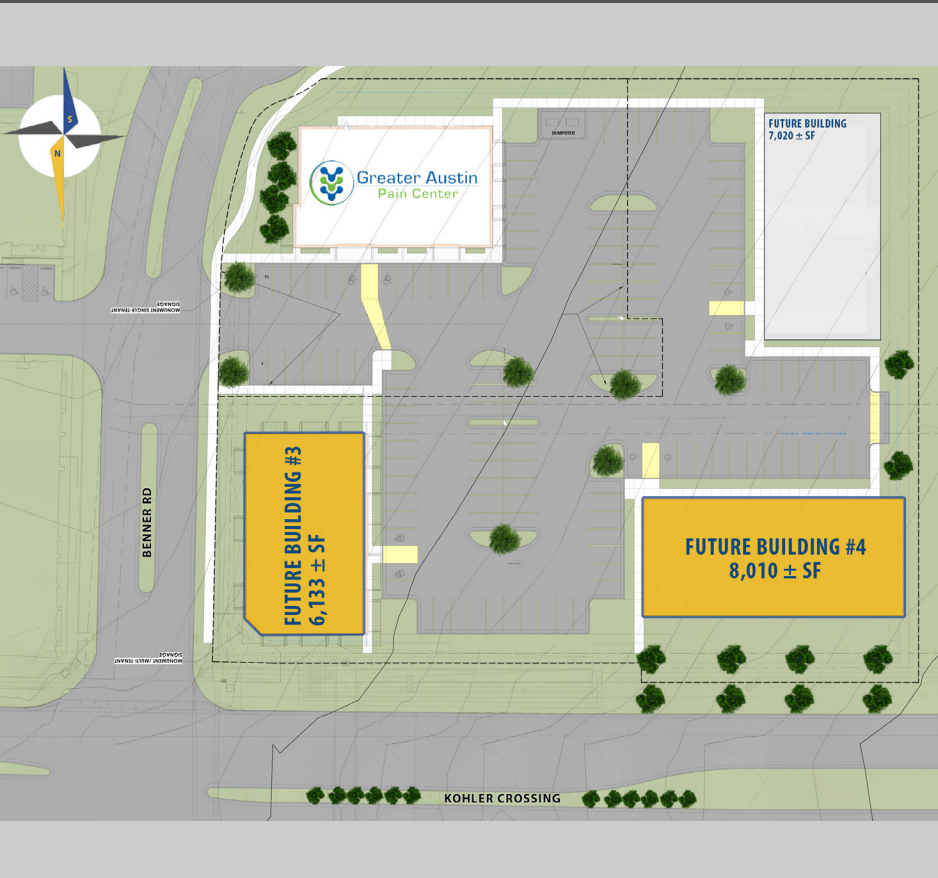 S
N
DUMPSTER
FUTURE BUILDING
7,020 ± SF
Greater Austin
Pain Center
MONUMENT SINGLE-TENANT
SIGNAGE
FUTURE BUILDING #3
6,133 ± SF
BENNER RD
FUTURE BUILDING #4
8,010 ± SF
MONUMENT /MULTI-TENANT
SIGNAGE
KOHLER CROSSING